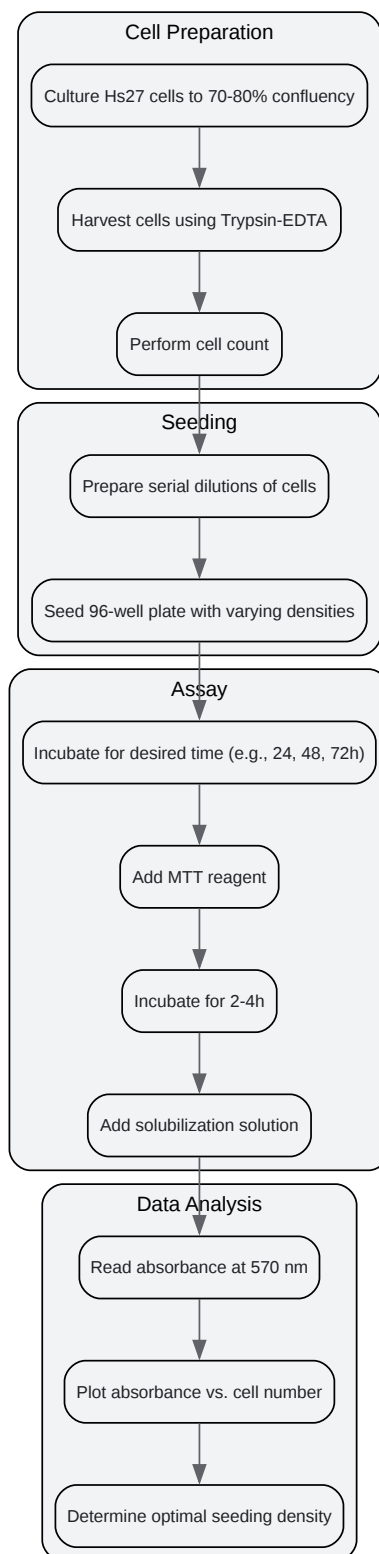 Cell Preparation
Culture Hs27 cells to 70-80% confluency
Harvest cells using Trypsin-EDTA
Perform cell count
Seeding
Prepare serial dilutions of cells
Seed 96-well plate with varying densities
Assay
Incubate for desired time (e.g., 24, 48, 72h)
Add MTT reagent
Incubate for 2-4h
Add solubilization solution
Data Analysis
Read absorbance at 570 nm
Plot absorbance vs. cell number
Determine optimal seeding density